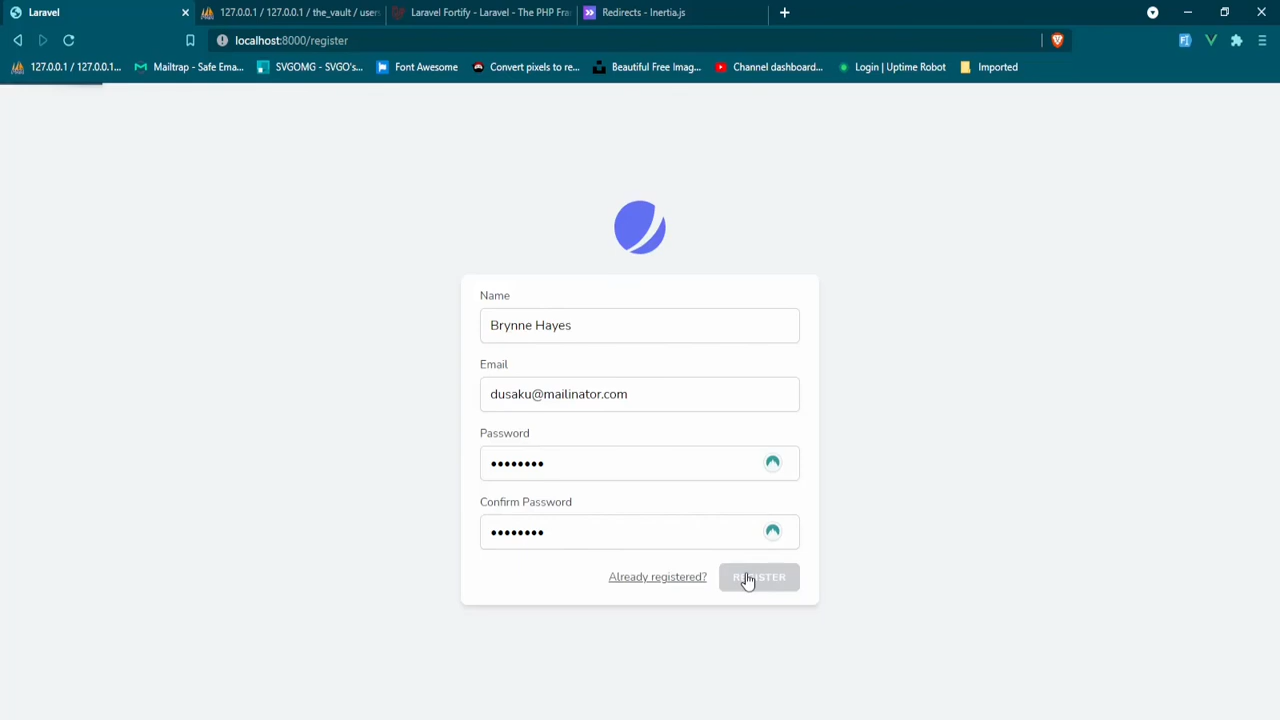 Laravel
127.0.0.1 / 127.0.0.1 / the_vault / users
Laravel Fortify - Laravel - The PHP Fra
Redirects - Inertia.js
localhost:8000/register
127.0.0.1 / 127.0.0.1...
Mailtrap - Safe Ema...
SVGOMG - SVGO's...
Font Awesome
Convert pixels to re...
Beautiful Free Imag...
Channel dashboard...
Login | Uptime Robot
Imported
Name
Brynne Hayes
Email
dusaku@mailinator.com
Password
••••••••
Confirm Password
••••••••
Already registered?
REGISTER